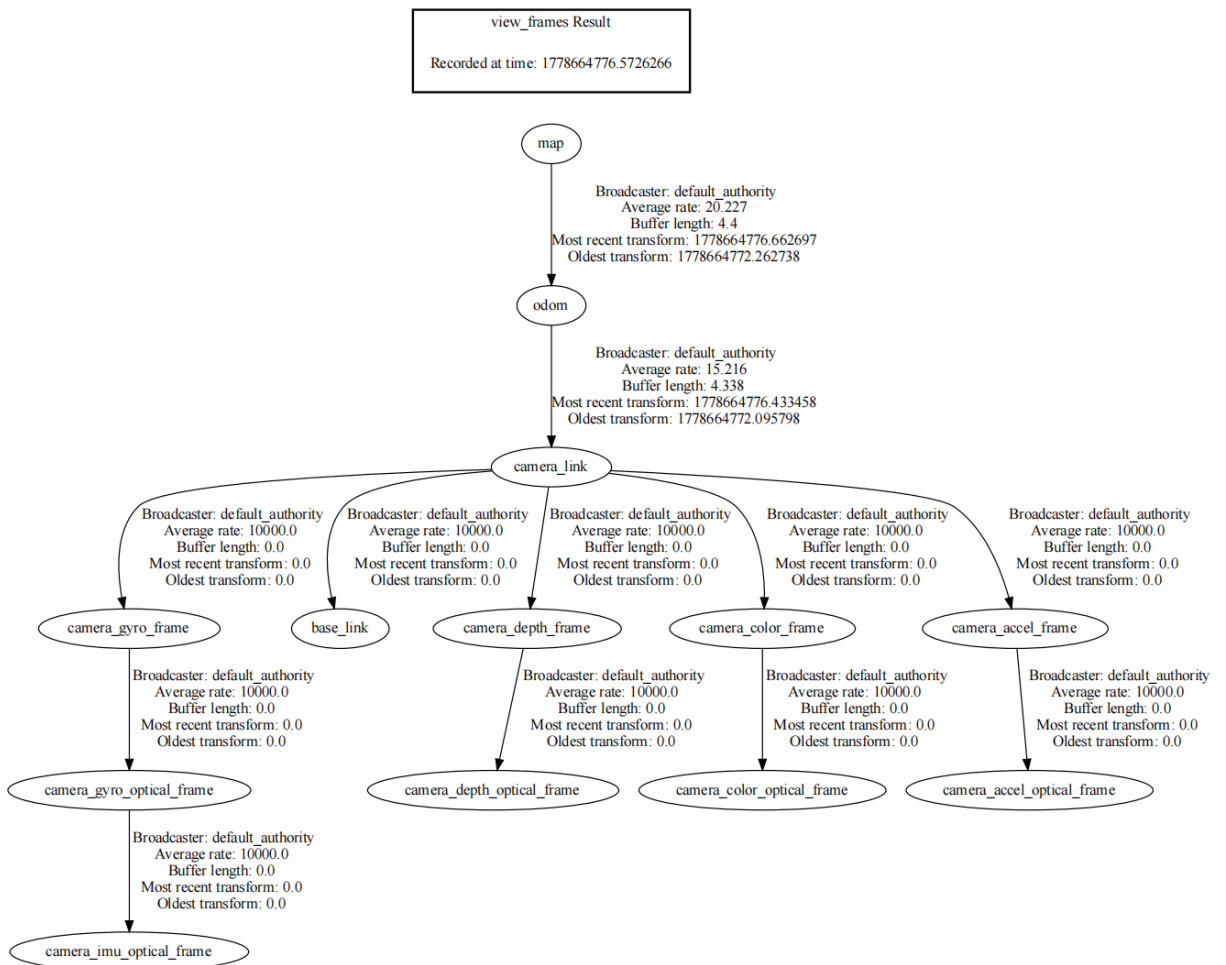 view_frames Result
Recorded at time: 1778664776.5726266
map
Broadcaster: default_authority
Average rate: 20.227
Buffer length: 4.4
Most recent transform: 1778664776.662697
Oldest transform: 1778664772.262738
odom
Broadcaster: default_authority
Average rate: 15.216
Buffer length: 4.338
Most recent transform: 1778664776.433458
Oldest transform: 1778664772.095798
camera_link
Broadcaster: default_authority
Average rate: 10000.0
Buffer length: 0.0
Most recent transform: 0.0
Oldest transform: 0.0
Broadcaster: default_authority
Average rate: 10000.0
Buffer length: 0.0
Most recent transform: 0.0
Oldest transform: 0.0
Broadcaster: default_authority
Average rate: 10000.0
Buffer length: 0.0
Most recent transform: 0.0
Oldest transform: 0.0
Broadcaster: default_authority
Average rate: 10000.0
Buffer length: 0.0
Most recent transform: 0.0
Oldest transform: 0.0
Broadcaster: default_authority
Average rate: 10000.0
Buffer length: 0.0
Most recent transform: 0.0
Oldest transform: 0.0
camera_gyro_frame
base_link
camera_depth_frame
camera_color_frame
camera_accel_frame
Broadcaster: default_authority
Average rate: 10000.0
Buffer length: 0.0
Most recent transform: 0.0
Oldest transform: 0.0
Broadcaster: default_authority
Average rate: 10000.0
Buffer length: 0.0
Most recent transform: 0.0
Oldest transform: 0.0
Broadcaster: default_authority
Average rate: 10000.0
Buffer length: 0.0
Most recent transform: 0.0
Oldest transform: 0.0
Broadcaster: default_authority
Average rate: 10000.0
Buffer length: 0.0
Most recent transform: 0.0
Oldest transform: 0.0
camera_gyro_optical_frame
camera_depth_optical_frame
camera_color_optical_frame
camera_accel_optical_frame
Broadcaster: default_authority
Average rate: 10000.0
Buffer length: 0.0
Most recent transform: 0.0
Oldest transform: 0.0
camera_imu_optical_frame